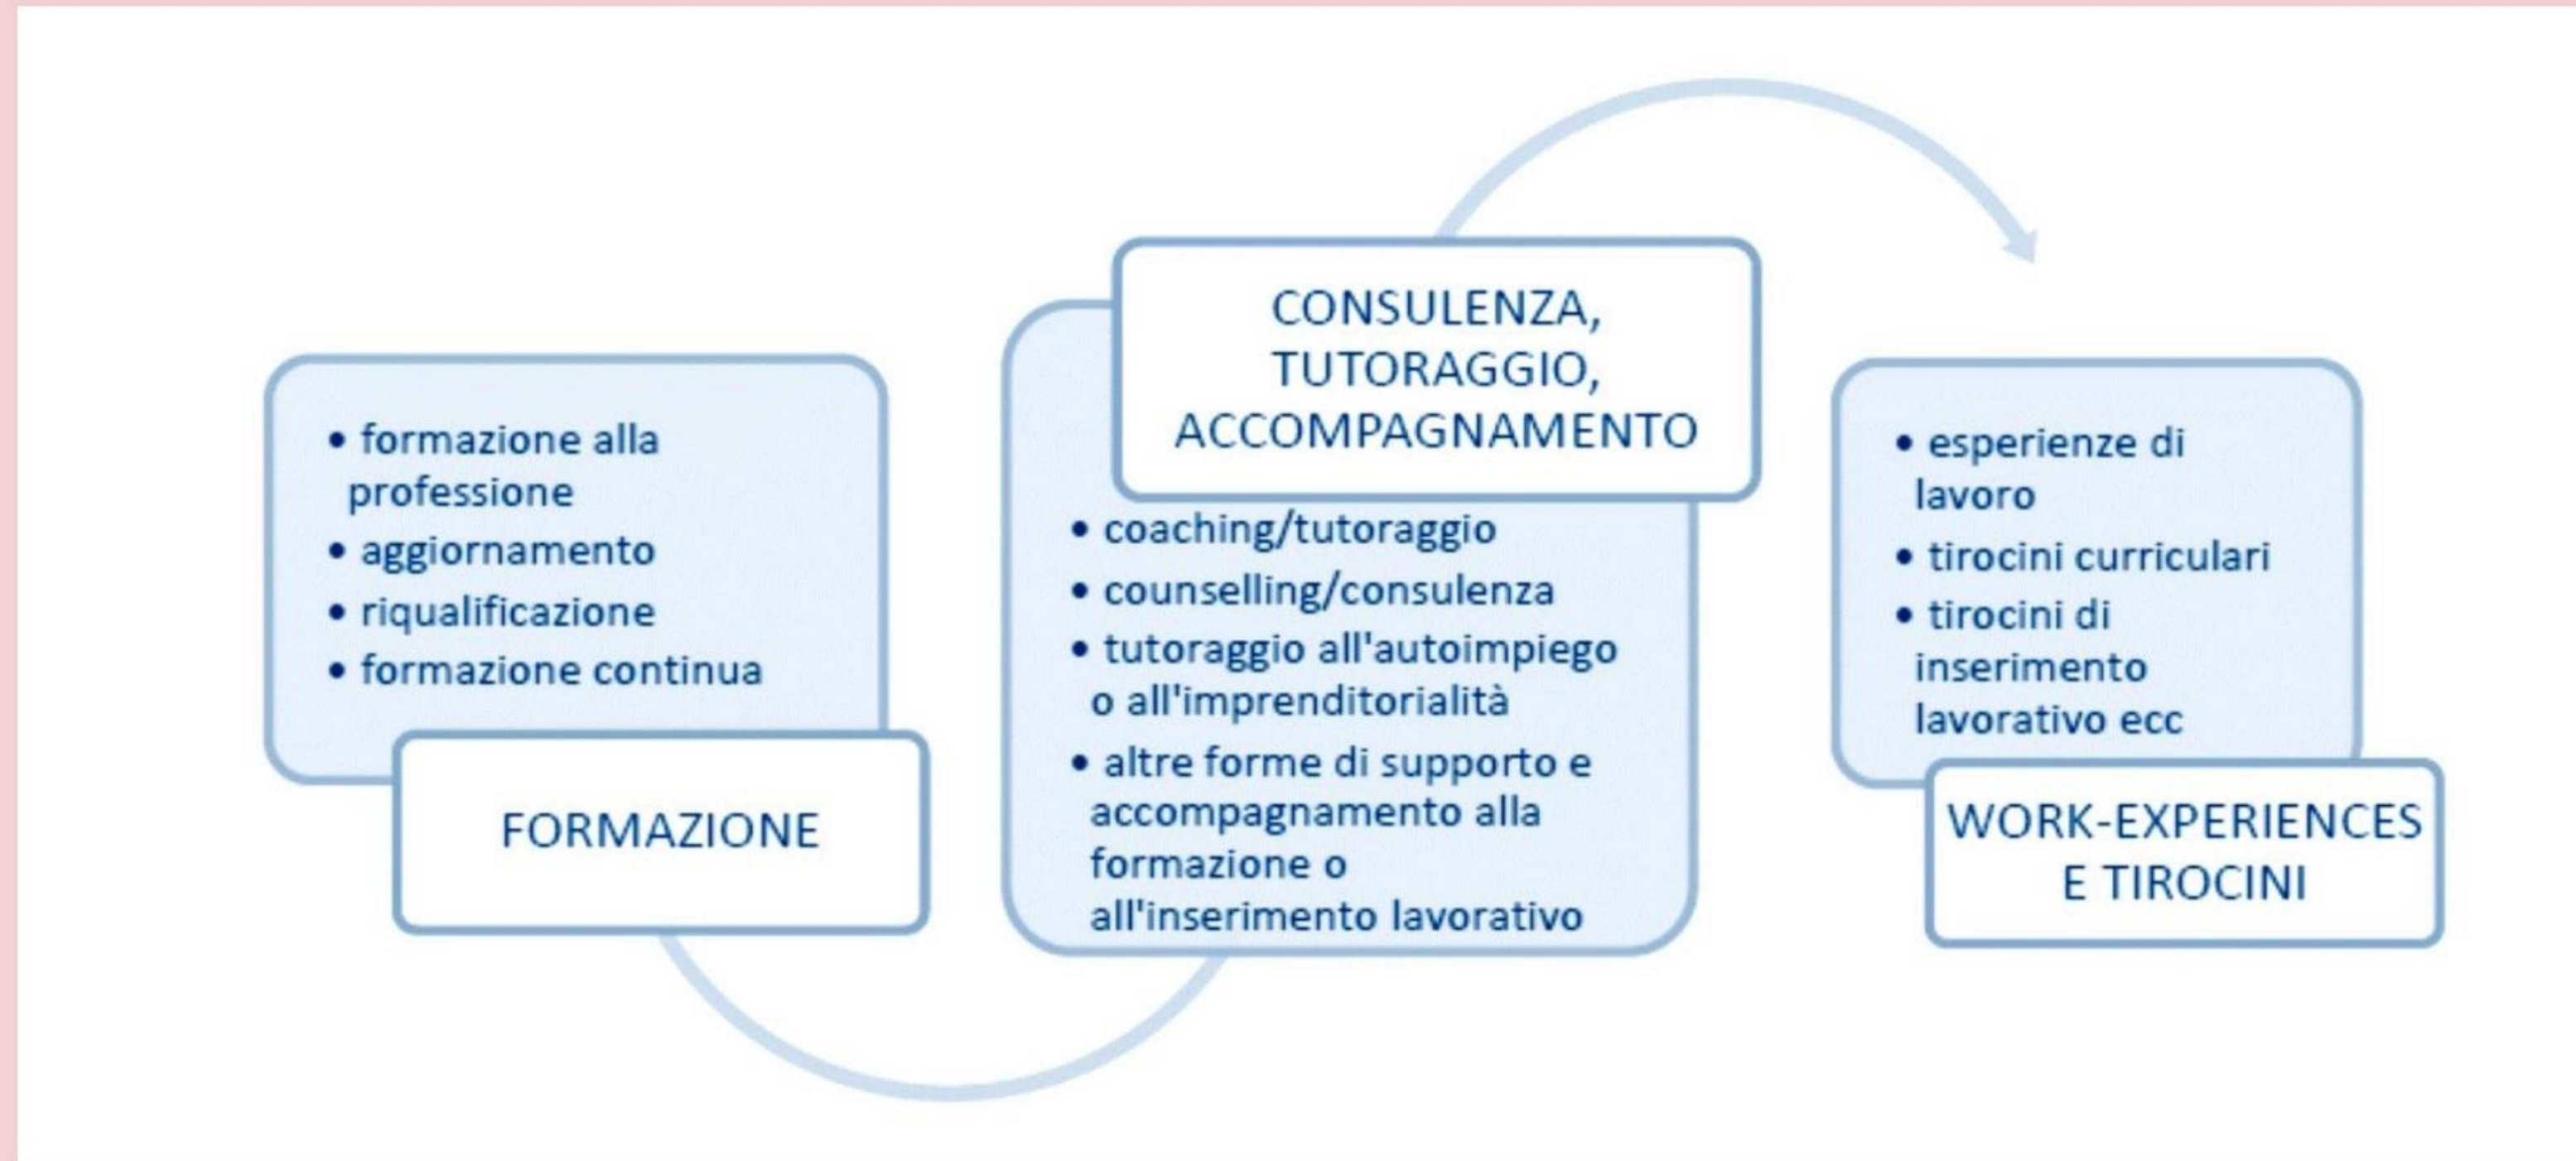 • formazione alla
professione
• aggiornamento
• riqualificazione
• formazione continua
FORMAZIONE
CONSULENZA,
TUTORAGGIO,
ACCOMPAGNAMENTO
• coaching/tutoraggio
• counselling/consulenza
• tutoraggio all'autoimpiego
o all'imprenditorialità
• altre forme di supporto e
accompagnamento alla
formazione o
all'inserimento lavorativo
• esperienze di
lavoro
• tirocini curriculari
• tirocini di
inserimento
lavorativo ecc
WORK-EXPERIENCES
E TIROCINI